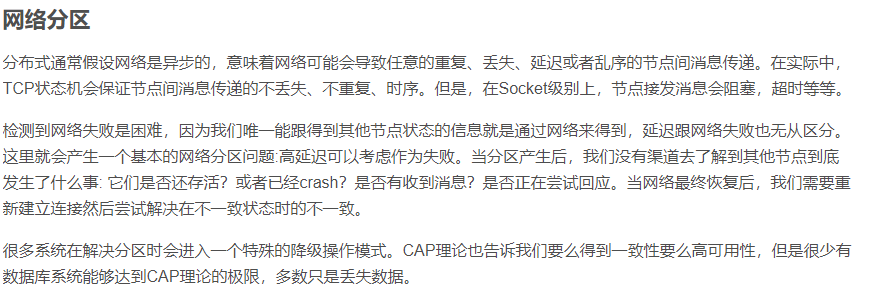 网络分区
分布式通常假设网络是异步的，意味着网络可能会导致任意的重复、丢失、延迟或者乱序的节点间消息传递。在实际中，
TCP状态机会保证节点间消息传递的不丢失、不重复、时序。但是，在Socket级别上，节点接发消息会阻塞，超时等等。
检测到网络失败是困难，因为我们唯一能跟得到其他节点状态的信息就是通过网络来得到，延迟跟网络失败也无从区分。
这里就会产生一个基本的网络分区问题:高延迟可以考虑作为失败。当分区产生后，我们没有渠道去了解到其他节点到底
发生了什么事: 它们是否还存活？或者已经crash？是否有收到消息？是否正在尝试回应。当网络最终恢复后，我们需要重
新建立连接然后尝试解决在不一致状态时的不一致。
很多系统在解决分区时会进入一个特殊的降级操作模式。CAP理论也告诉我们要么得到一致性要么高可用性，但是很少有
数据库系统能够达到CAP理论的极限，多数只是丢失数据。